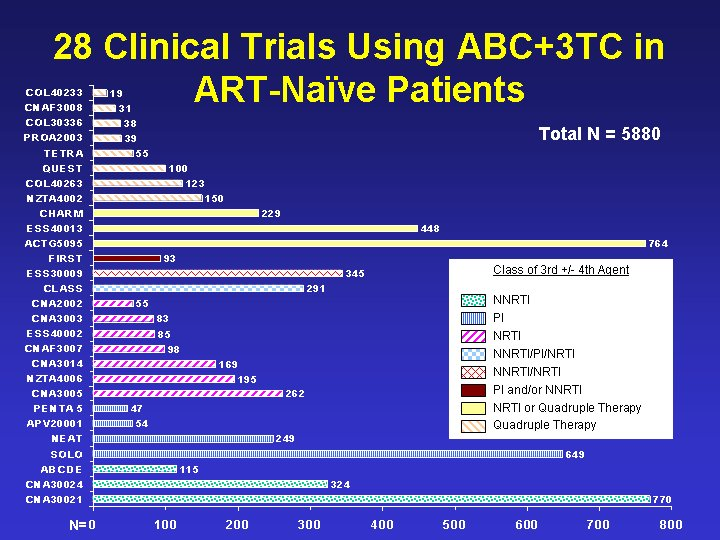 28 Clinical Trials Using ABC+3TC in
ART-Naïve Patients
Total N = 5880
COL40233 19
CNAF3008 31
COL30336 38
PROA2003 39
TETRA 55
QUEST 100
COL40263 123
NZTA4002 150
CHARM 229
ESS40013 448
ACTG5095 764
FIRST 93
ESS30009 345
CLASS 291
CNA2002 55
CNA3003 83
ESS40002 85
CNAF3007 98
CNA3014 169
NZTA4006 195
CNA3005 262
PENTA 5 47
APV20001 54
NEAT 249
SOLO 649
ABCDE 115
CNA30024 324
CNA30021 770
Class of 3rd +/- 4th Agent
NNRTI
PI
NRTI
NNRTI/PI/NRTI
NNRTI/NRTI
PI and/or NNRTI
NRTI or Quadruple Therapy
Quadruple Therapy
N= 0 100 200 300 400 500 600 700 800